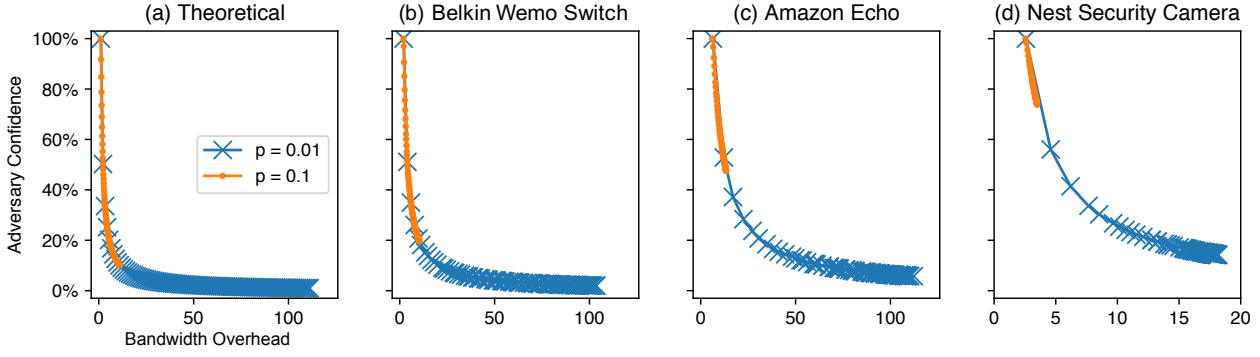 (a) Theoretical
(b) Belkin Wemo Switch
(c) Amazon Echo
(d) Nest Security Camera
Adversary Confidence
100%
80%
60%
40%
20%
0%
p = 0.01
p = 0.1
0 50 100
0 50 100
0 50 100
0 5 10 15 20
Bandwidth Overhead